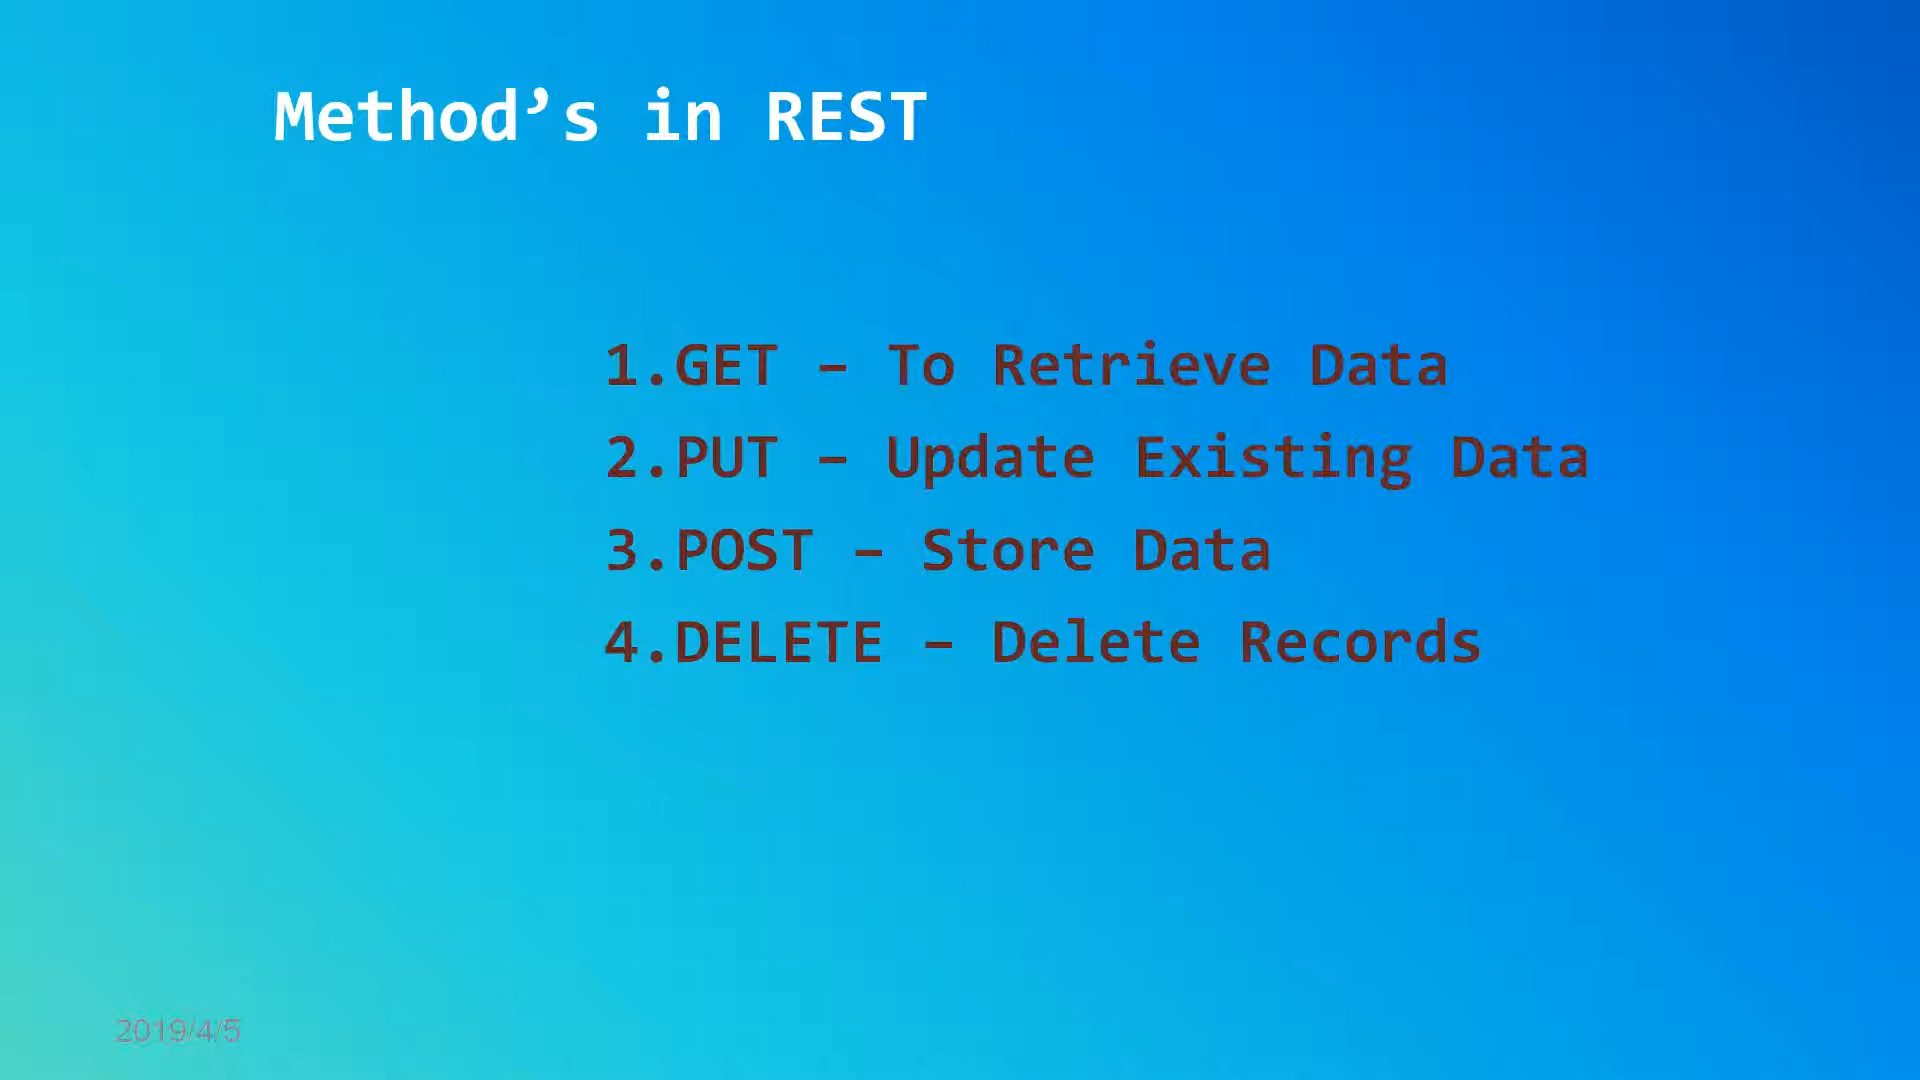 Method’s in REST
1.GET – To Retrieve Data
2.PUT – Update Existing Data
3.POST – Store Data
4.DELETE – Delete Records
2019/4/5